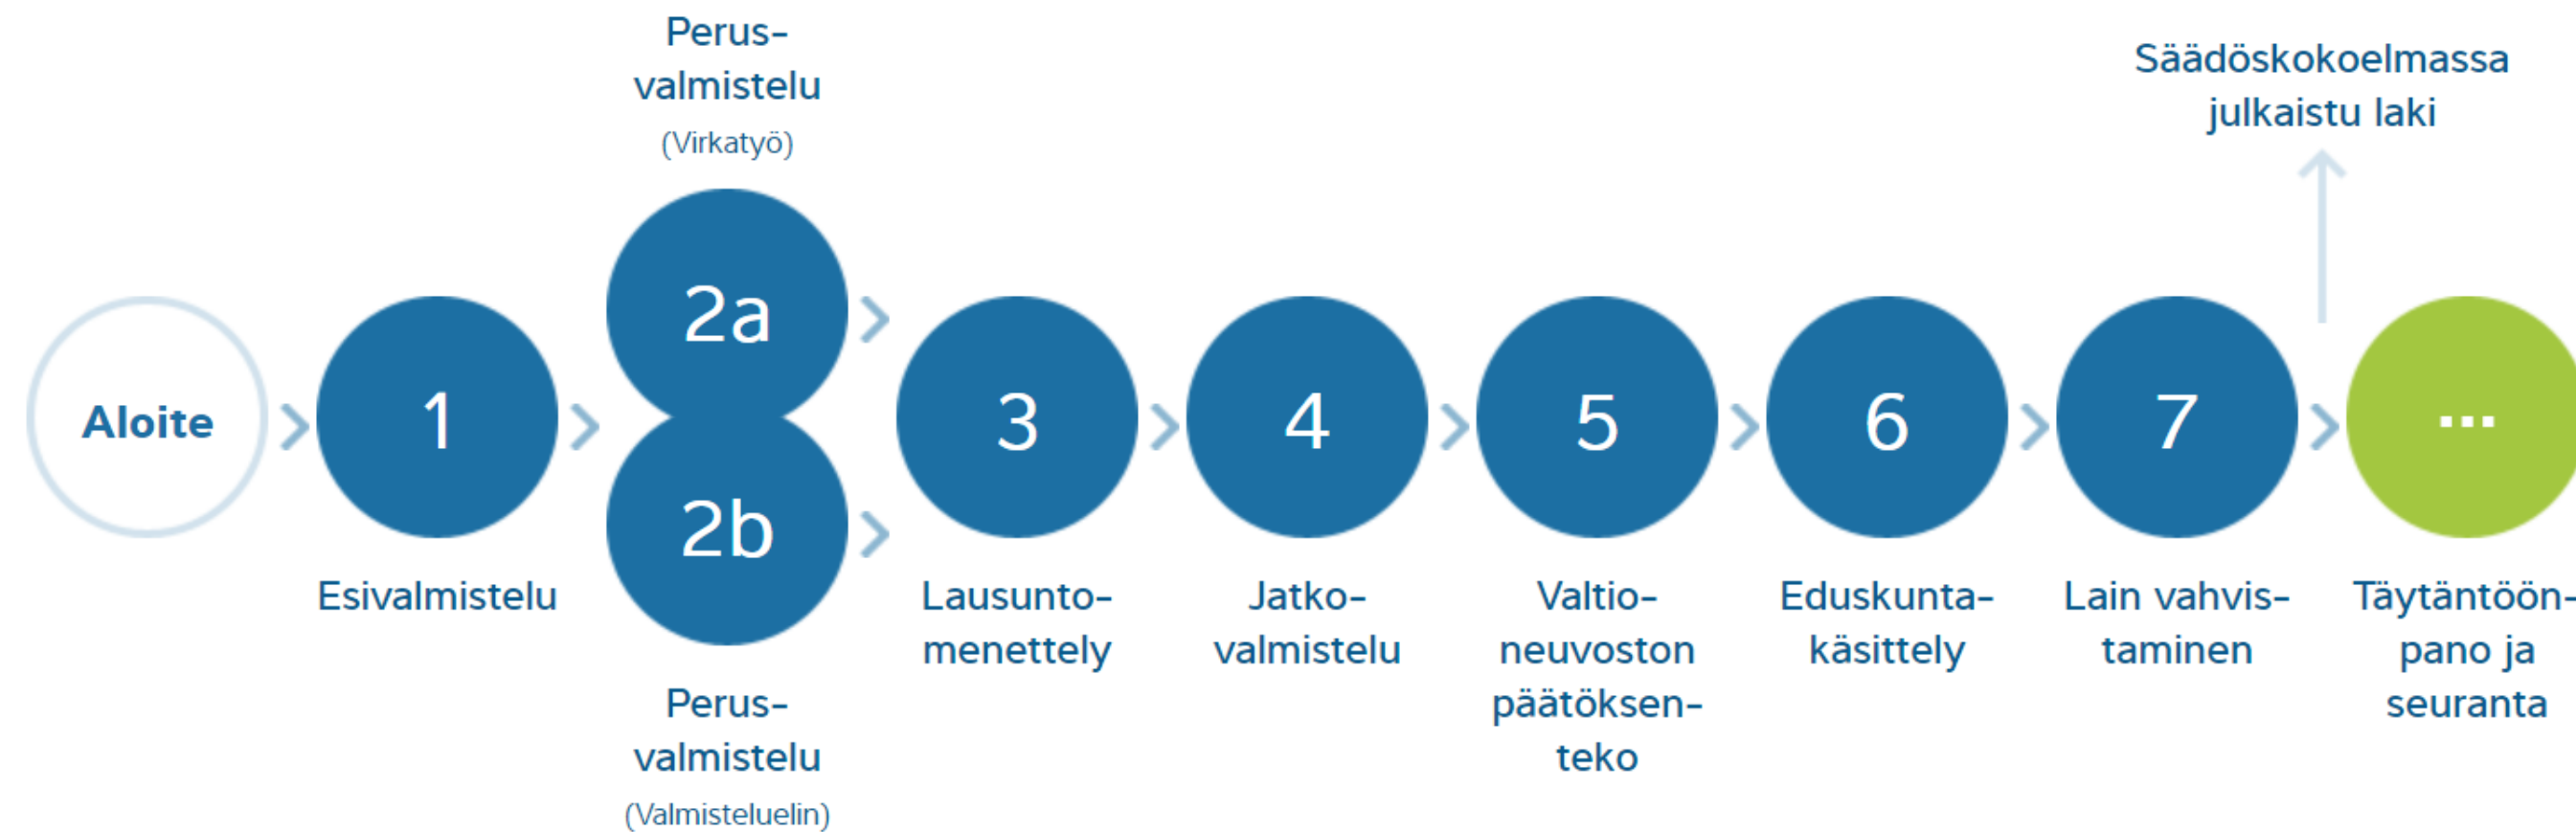 Aloite
1
Esivalmistelu
Perus-
valmistelu
(Virkatyö)
2a
2b
Perus-
valmistelu
(Valmisteluelin)
3
Lausunto-
menettely
4
Jatko-
valmistelu
5
Valtio-
neuvoston
päätöksen-
teko
6
Eduskunta-
käsittely
7
Lain vahvis-
taminen
Säädöskokoelmassa
julkaistu laki
...
Täytäntöön-
pano ja
seuranta